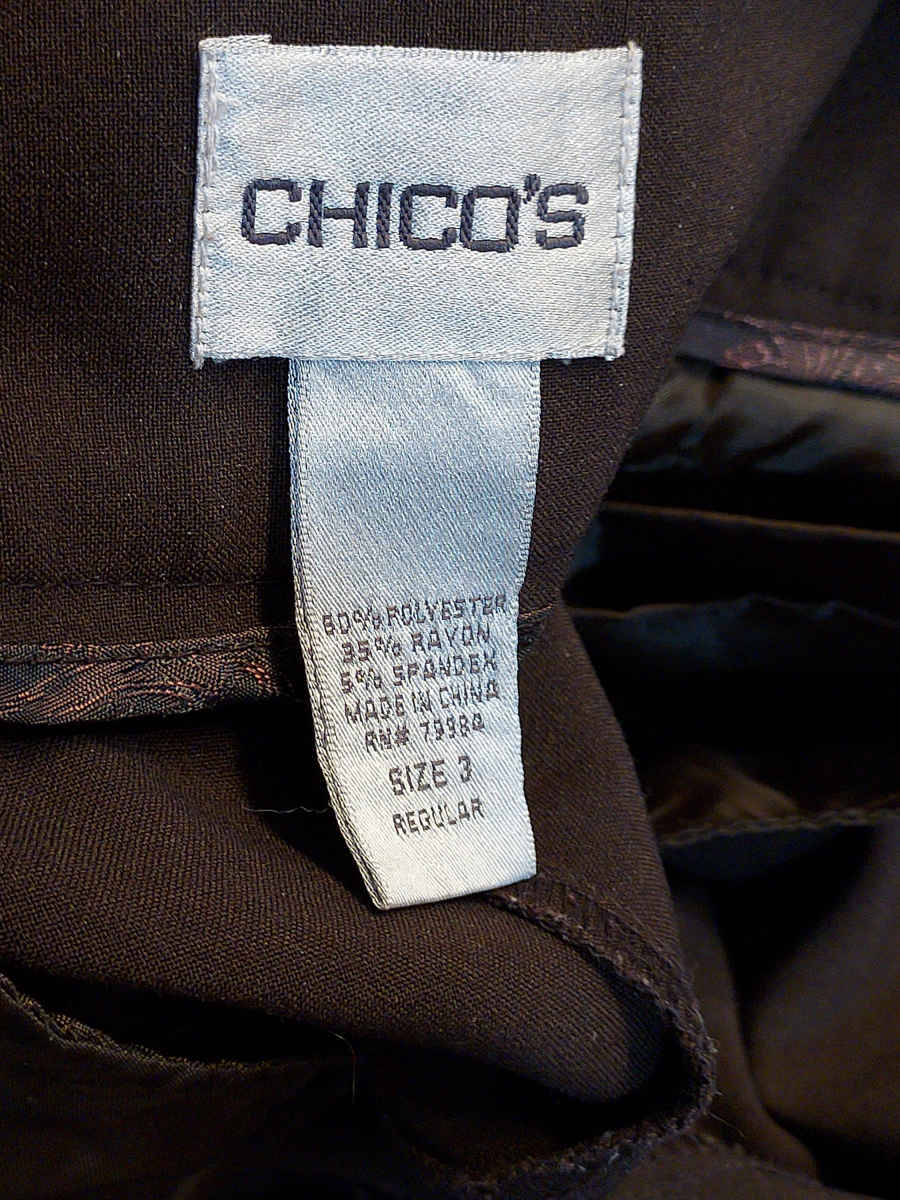 CHICO'S
60% POLYESTER
35% RAYON
5% SPANDEX
MADE IN CHINA
RN# 79984
SIZE 3
REGULAR